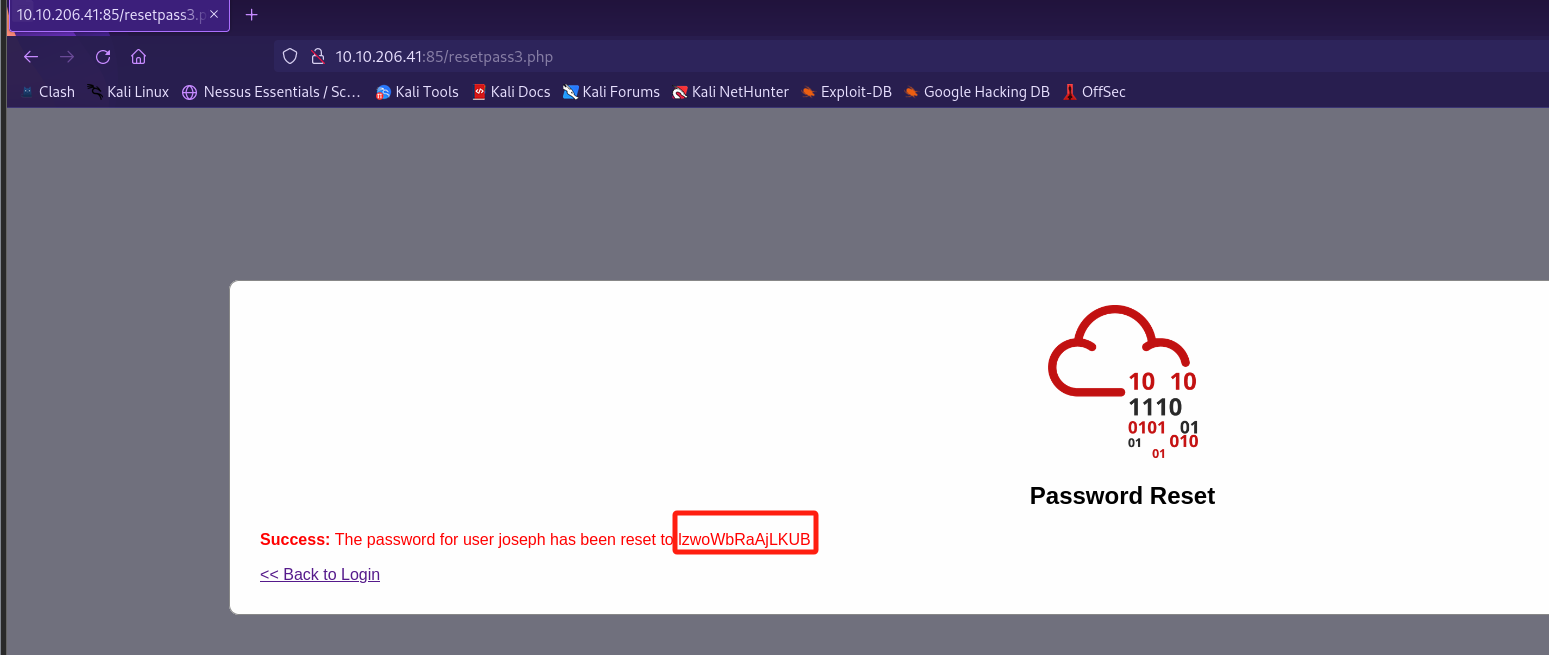 10.10.206.41:85/resetpass3.p
10.10.206.41:85/resetpass3.php
Clash Kali Linux Nessus Essentials / Sc… Kali Tools Kali Docs Kali Forums Kali NetHunter Exploit-DB Google Hacking DB OffSec
10 10
1110
0101 01
01 010
01
Password Reset
Success: The password for user joseph has been reset to lzwoWbRaAjLKUB
<< Back to Login